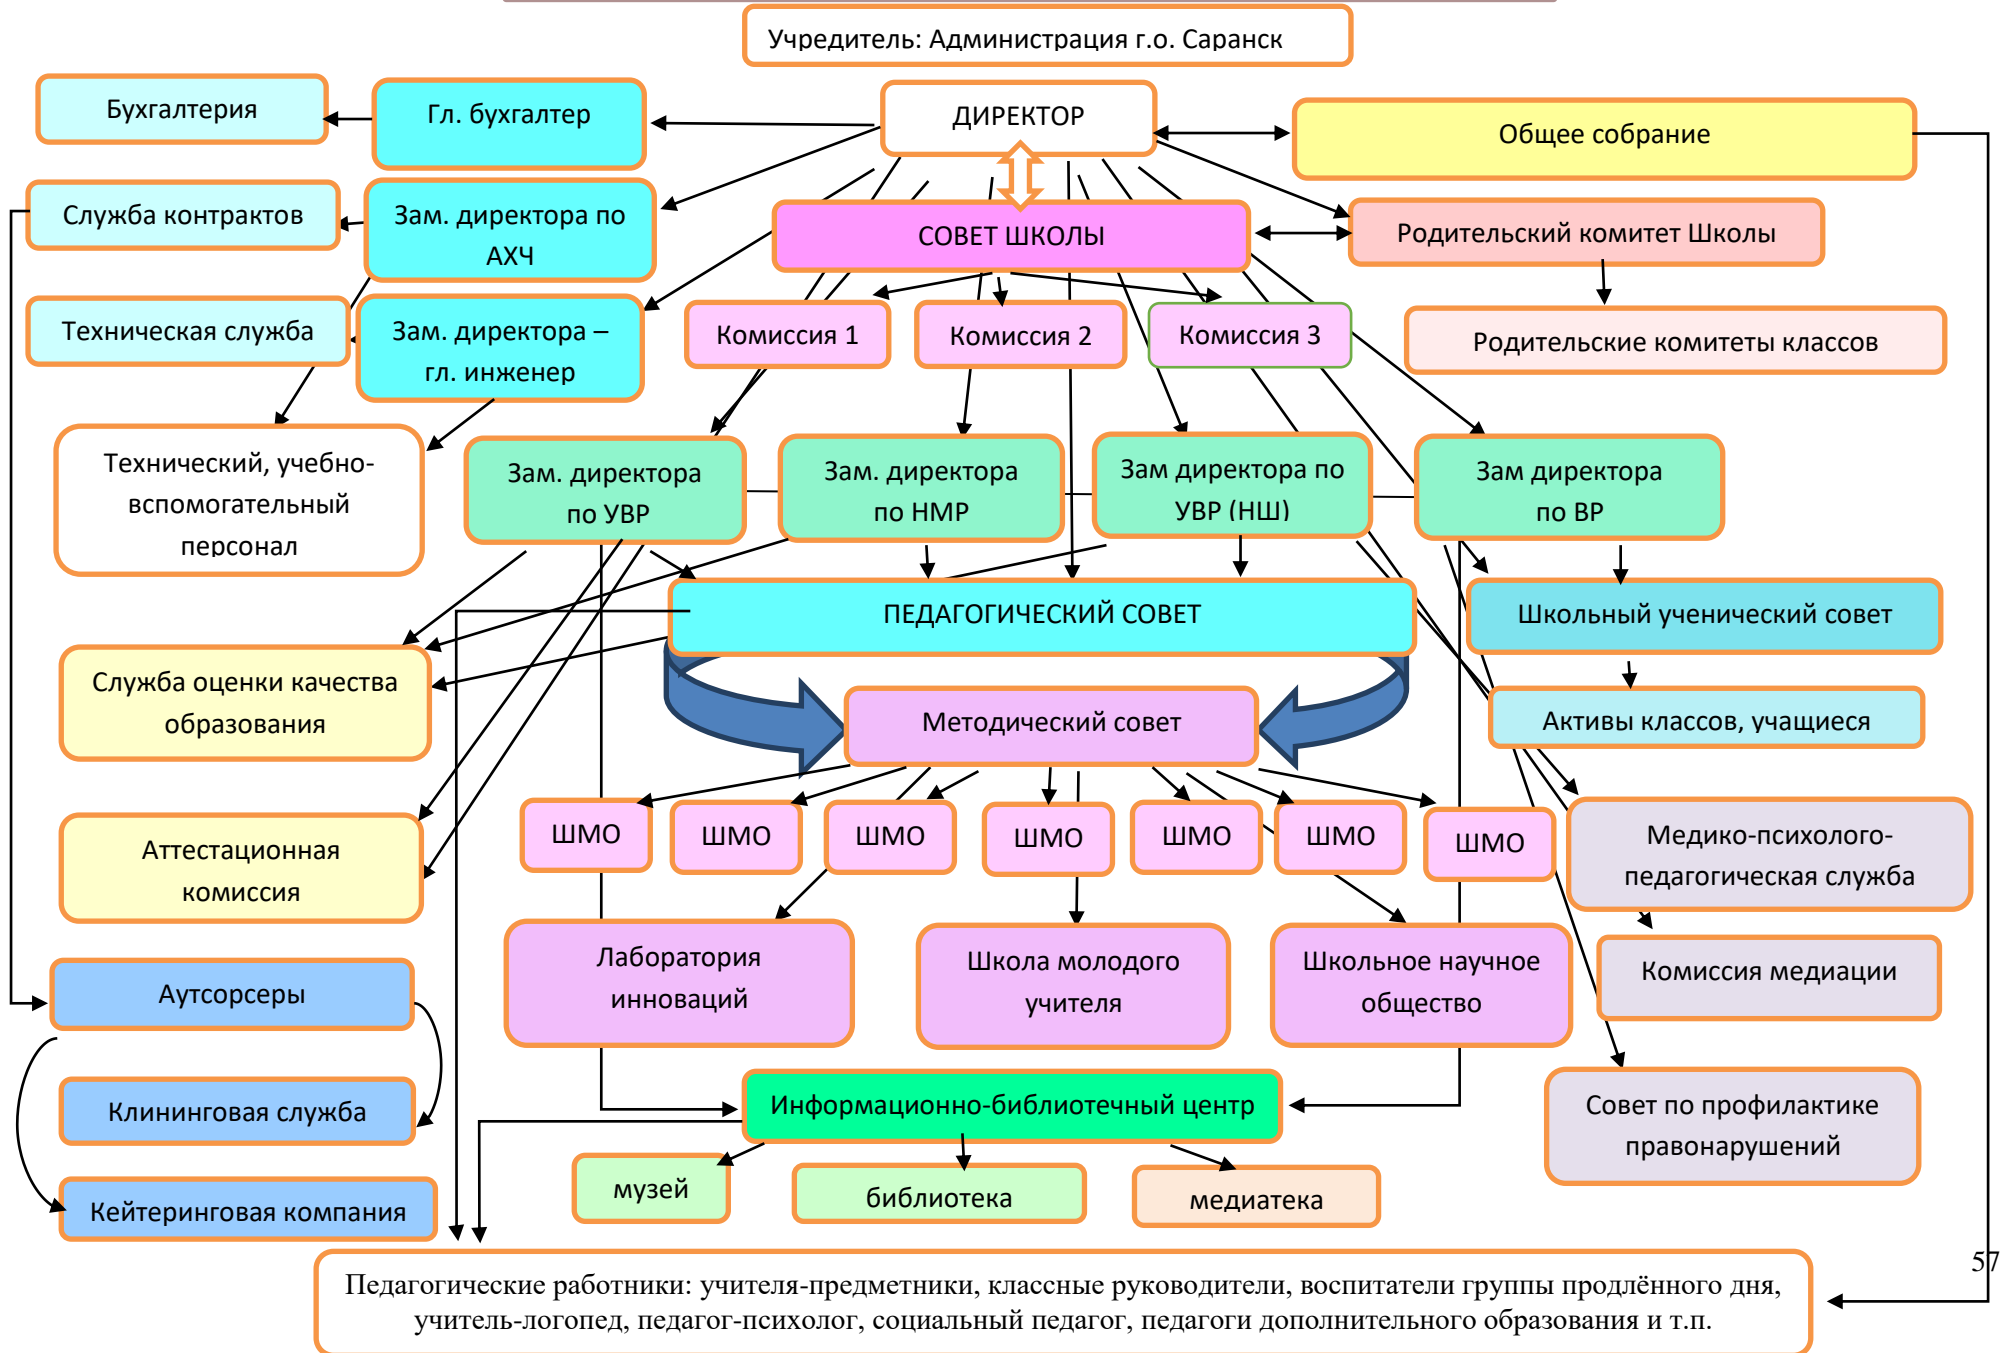 Учредитель: Администрация г.о. Саранск
Бухгалтерия
Гл. бухгалтер
ДИРЕКТОР
Общее собрание
Служба контрактов
Зам. директора по
АХЧ
СОВЕТ ШКОЛЫ
Родительский комитет Школы
Техническая служба
Зам. директора –
гл. инженер
Комиссия 1
Комиссия 2
Комиссия 3
Родительские комитеты классов
Технический, учебно-
вспомогательный
персонал
Зам. директора
по УВР
Зам. директора
по НМР
Зам директора по
УВР (НШ)
Зам директора
по ВР
ПЕДАГОГИЧЕСКИЙ СОВЕТ
Школьный ученический совет
Служба оценки качества
образования
Методический совет
Активы классов, учащиеся
ШМО
ШМО
ШМО
ШМО
ШМО
ШМО
ШМО
Медико-психолого-
педагогическая служба
Аттестационная
комиссия
Лаборатория
инноваций
Школа молодого
учителя
Школьное научное
общество
Комиссия медиации
Аутсорсеры
Клининговая служба
Информационно-библиотечный центр
Совет по профилактике
правонарушений
Кейтеринговая компания
музей
библиотека
медиатека
57
Педагогические работники: учителя-предметники, классные руководители, воспитатели группы продлённого дня,
учитель-логопед, педагог-психолог, социальный педагог, педагоги дополнительного образования и т.п.